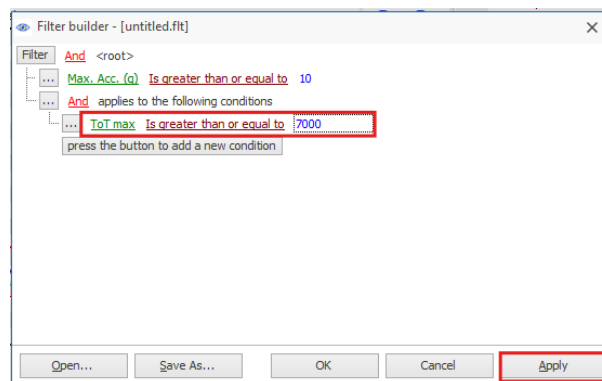 Filter builder - [untitled.flt]
Filter And <root>
... Max. Acc. (g) Is greater than or equal to 10
... And applies to the following conditions
... ToT max Is greater than or equal to 7000
press the button to add a new condition
Open... Save As... OK Cancel Apply